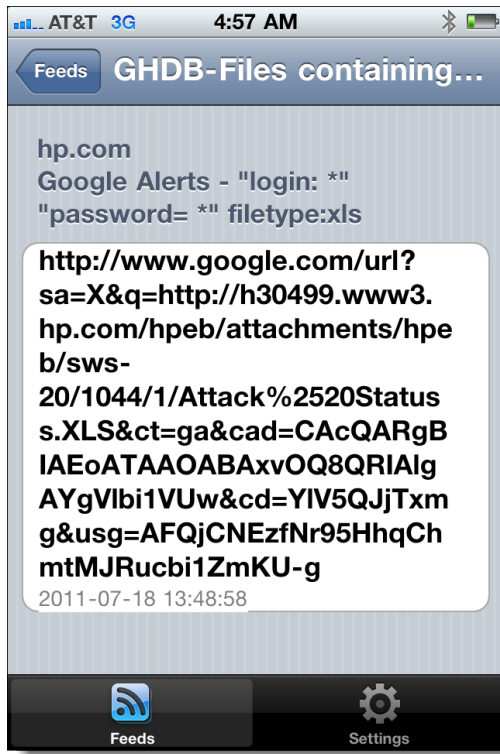 AT&T 3G 4:57 AM
Feeds GHDB-Files containing...
hp.com
Google Alerts - "login: *"
"password= *" filetype:xls
http://www.google.com/url?
sa=X&q=http://h30499.www3.
hp.com/hpeb/attachments/hpe
b/sws-
20/1044/1/Attack%2520Status
s.XLS&ct=ga&cad=CAcQARgB
IAEoATAAOABAxvOQ8QRIAlg
AYgVlbi1VUw&cd=YlV5QJjTxm
g&usg=AFQjCNEzfNr95HhqCh
mtMJRucbi1ZmKU-g
2011-07-18 13:48:58
Feeds Settings